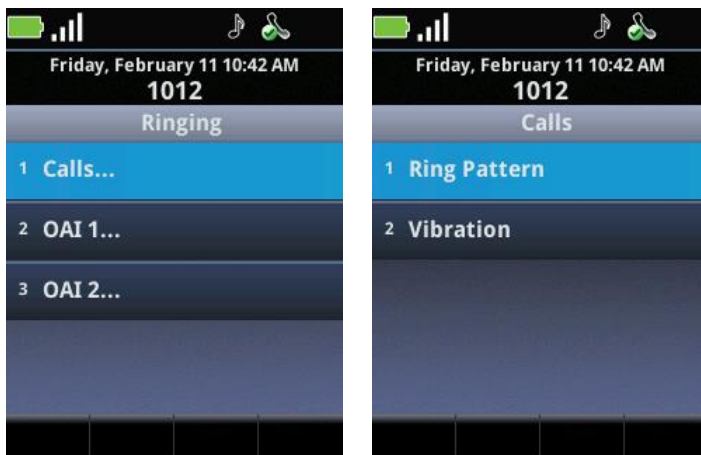 Friday, February 11 10:42 AM
1012
Ringing
1 Calls...
2 OAI 1...
3 OAI 2...
Friday, February 11 10:42 AM
1012
Calls
1 Ring Pattern
2 Vibration